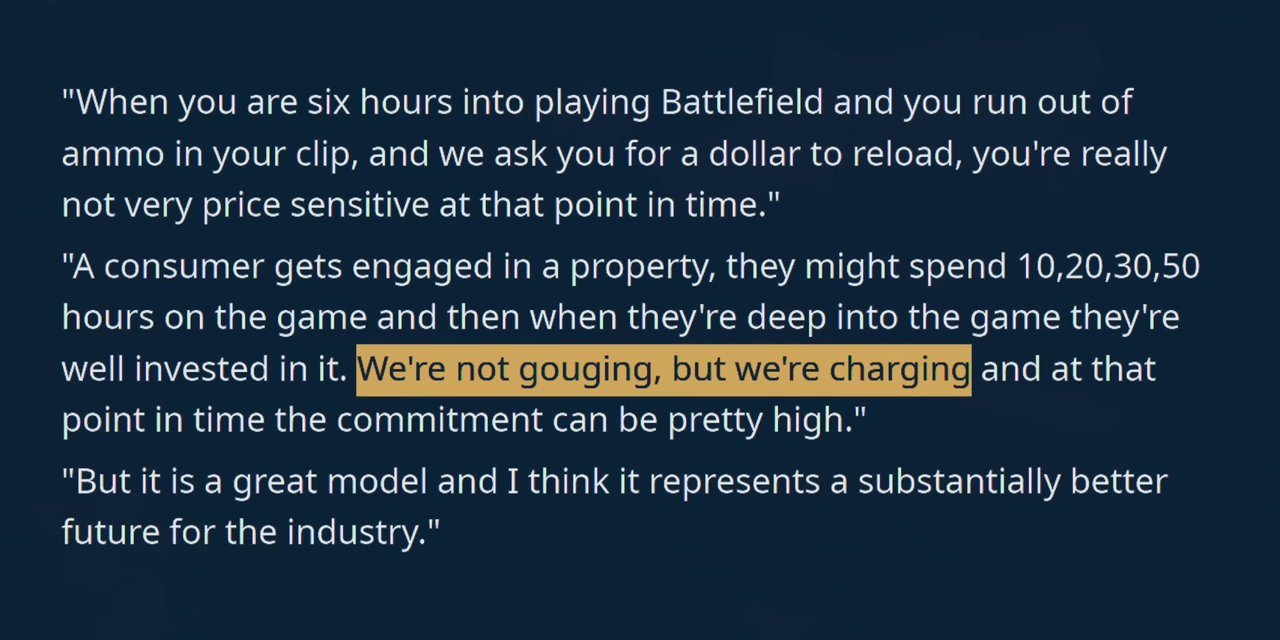 "When you are six hours into playing Battlefield and you run out of
ammo in your clip, and we ask you for a dollar to reload, you're really
not very price sensitive at that point in time."
"A consumer gets engaged in a property, they might spend 10,20,30,50
hours on the game and then when they're deep into the game they're
well invested in it. We're not gouging, but we're charging and at that
point in time the commitment can be pretty high."
"But it is a great model and I think it represents a substantially better
future for the industry."